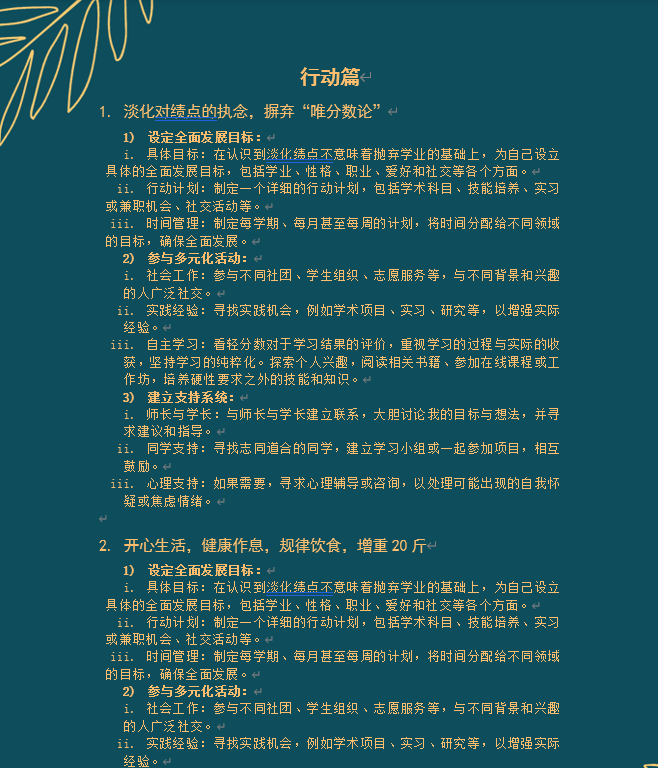 行动篇
1. 淡化对绩点的执念，摒弃“唯分数论”
1) 设定全面发展目标：
i. 具体目标：在认识到淡化绩点不意味着抛弃学业的基础上，为自己设立
具体的全面发展目标，包括学业、性格、职业、爱好和社交等各个方面。
ii. 行动计划：制定一个详细的行动计划，包括学术科目、技能培养、实习
或兼职机会、社交活动等。
iii. 时间管理：制定每学期、每月甚至每周的计划，将时间分配给不同领域
的目标，确保全面发展。
2) 参与多元化活动：
i. 社会工作：参与不同社团、学生组织、志愿服务等，与不同背景和兴趣
的人广泛社交。
ii. 实践经验：寻找实践机会，例如学术项目、实习、研究等，以增强实际
经验。
iii. 自主学习：看轻分数对于学习结果的评价，重视学习的过程与实际的收
获，坚持学习的纯粹化。探索个人兴趣，阅读相关书籍、参加在线课程或工
作坊，培养硬性要求之外的技能和知识。
3) 建立支持系统：
i. 师长与学长：与师长与学长建立联系，大胆讨论我的目标与想法，并寻
求建议和指导。
ii. 同学支持：寻找志同道合的同学，建立学习小组或一起参加项目，相互
鼓励。
iii. 心理支持：如果需要，寻求心理辅导或咨询，以处理可能出现的自我怀
疑或焦虑情绪。
2. 开心生活，健康作息，规律饮食，增重 20 斤
1) 设定全面发展目标：
i. 具体目标：在认识到淡化绩点不意味着抛弃学业的基础上，为自己设立
具体的全面发展目标，包括学业、性格、职业、爱好和社交等各个方面。
ii. 行动计划：制定一个详细的行动计划，包括学术科目、技能培养、实习
或兼职机会、社交活动等。
iii. 时间管理：制定每学期、每月甚至每周的计划，将时间分配给不同领域
的目标，确保全面发展。
2) 参与多元化活动：
i. 社会工作：参与不同社团、学生组织、志愿服务等，与不同背景和兴趣
的人广泛社交。
ii. 实践经验：寻找实践机会，例如学术项目、实习、研究等，以增强实际
经验。